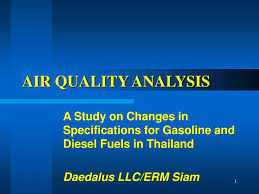 AIR QUALITY ANALYSIS
A Study on Changes in
Specifications for Gasoline and
Diesel Fuels in Thailand
Daedalus LLC/ERM Siam
1